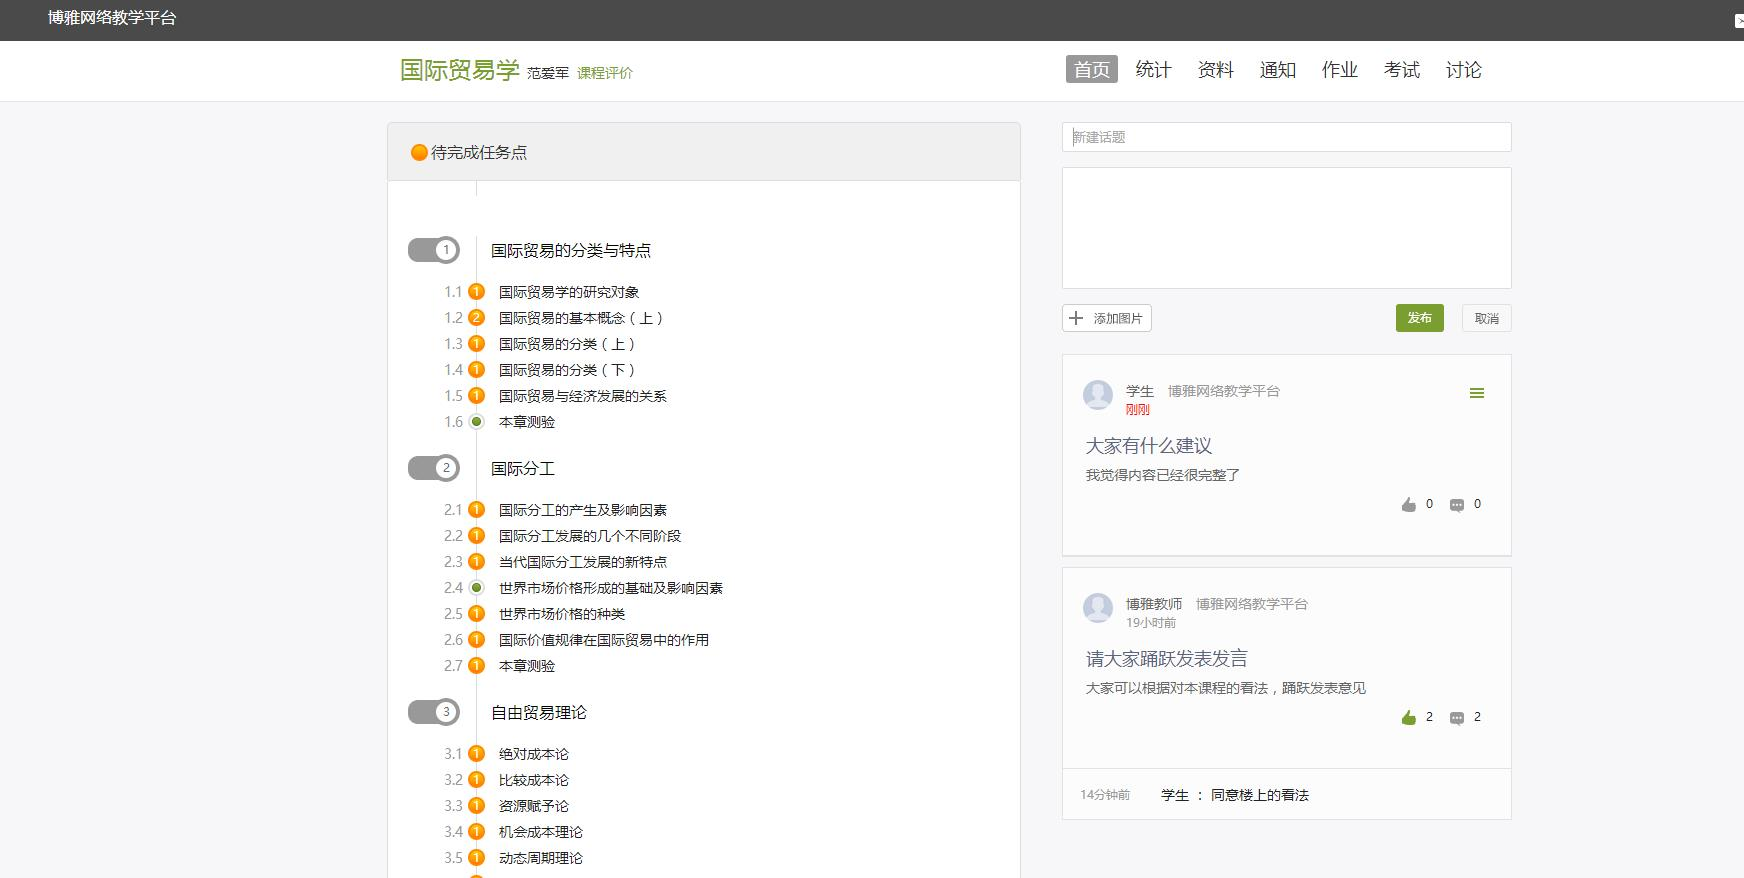 博雅网络教学平台
国际贸易学 范爱军 课程评价
首页 统计 资料 通知 作业 考试 讨论
待完成任务点
1 国际贸易的分类与特点
1.1 1 国际贸易学的研究对象
1.2 2 国际贸易的基本概念（上）
1.3 1 国际贸易的分类（上）
1.4 1 国际贸易的分类（下）
1.5 1 国际贸易与经济发展的关系
1.6 本章测验
2 国际分工
2.1 1 国际分工的产生及影响因素
2.2 1 国际分工发展的几个不同阶段
2.3 1 当代国际分工发展的新特点
2.4 世界市场价格形成的基础及影响因素
2.5 1 世界市场价格的种类
2.6 1 国际价值规律在国际贸易中的作用
2.7 1 本章测验
3 自由贸易理论
3.1 1 绝对成本论
3.2 1 比较成本论
3.3 1 资源赋予论
3.4 1 机会成本理论
3.5 1 动态周期理论
新建话题
添加图片 发布 取消
学生 博雅网络教学平台
刚刚
大家有什么建议
我觉得内容已经很完整了
0 0
博雅教师 博雅网络教学平台
19小时前
请大家踊跃发表发言
大家可以根据对本课程的看法，踊跃发表意见
2 2
14分钟前 学生 ： 同意楼上的看法